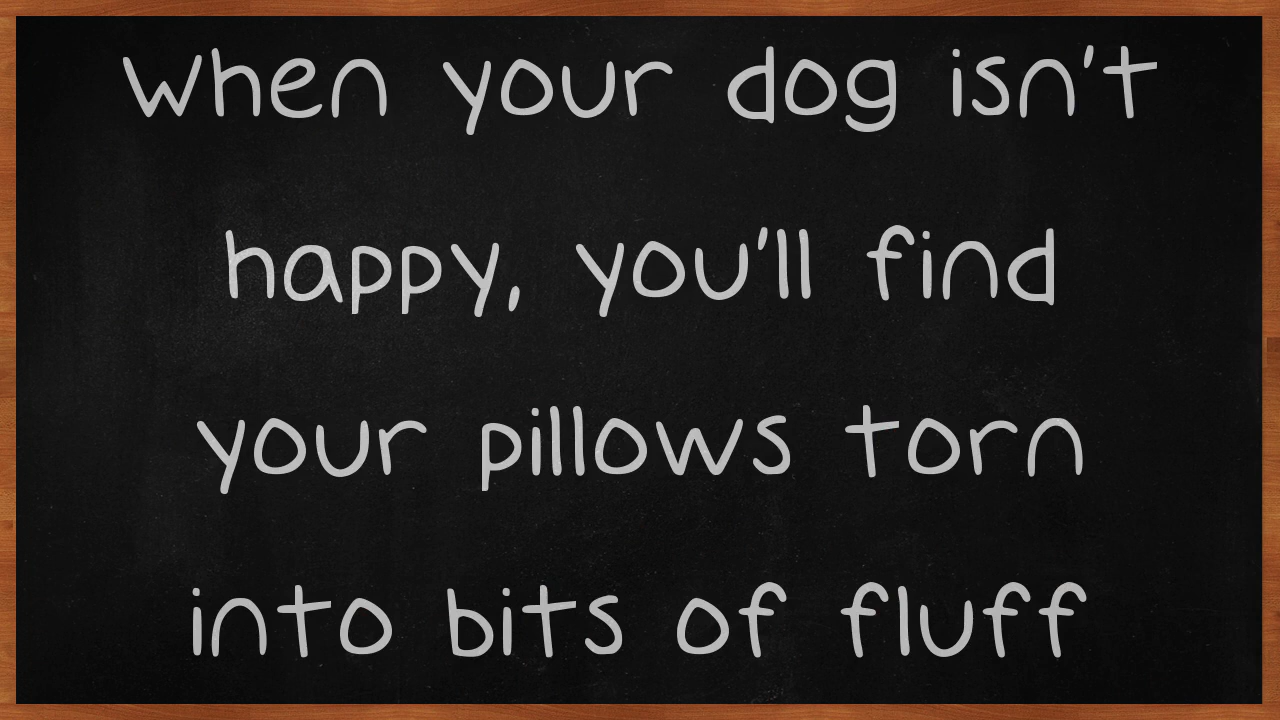 When your dog isn't
happy, you'll find
your pillows torn
into bits of fluff